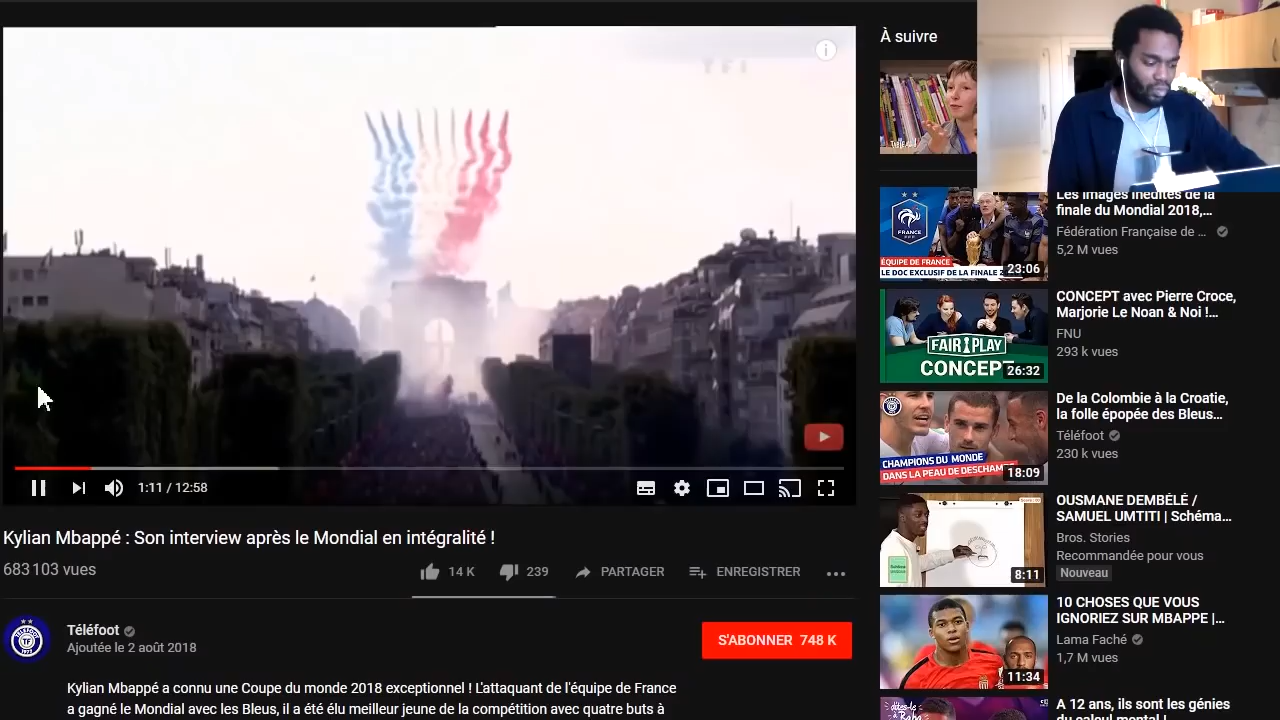 TF1
1:11 / 12:58
Kylian Mbappé : Son interview après le Mondial en intégralité !
683 103 vues
14 K
239
PARTAGER
ENREGISTRER
Téléfoot
Ajoutée le 2 août 2018
S'ABONNER 748 K
Kylian Mbappé a connu une Coupe du monde 2018 exceptionnel ! L'attaquant de l'équipe de France
a gagné le Mondial avec les Bleus, il a été élu meilleur jeune de la compétition avec quatre buts à
À suivre
FRANCE
ÉQUIPE DE FRANCE
LE DOC EXCLUSIF DE LA FINALE 2
23:06
Les images inédites de la
finale du Mondial 2018,...
Fédération Française de ...
5,2 M vues
FAIR PLAY
CONCEPT
26:32
CONCEPT avec Pierre Croce,
Marjorie Le Noan & Noi !...
FNU
293 k vues
CHAMPIONS DU MONDE
DANS LA PEAU DE DESCHAM
18:09
De la Colombie à la Croatie,
la folle épopée des Bleus...
Téléfoot
230 k vues
8:11
OUSMANE DEMBÉLÉ /
SAMUEL UMTITI | Schéma...
Bros. Stories
Recommandée pour vous
Nouveau
11:34
10 CHOSES QUE VOUS
IGNORIEZ SUR MBAPPE |...
Lama Faché
1,7 M vues
A 12 ans, ils sont les génies
du calcul mental !